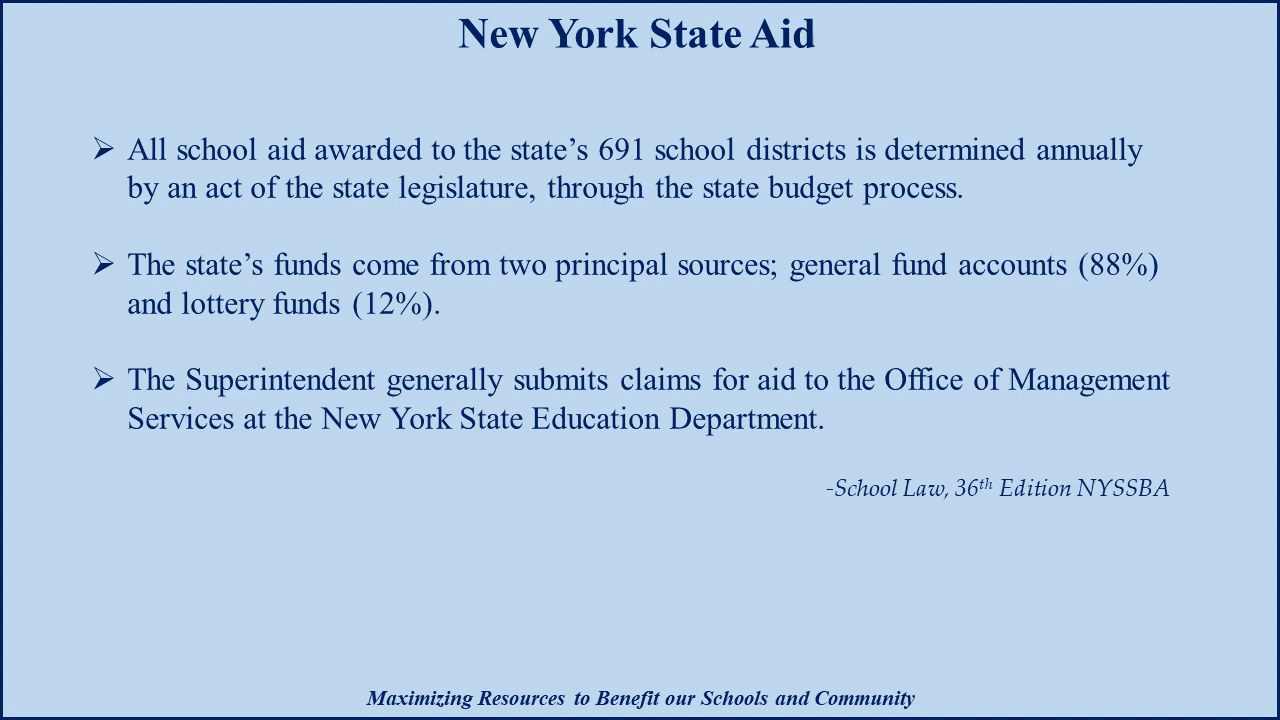 New York State Aid
➢ All school aid awarded to the state’s 691 school districts is determined annually
by an act of the state legislature, through the state budget process.
➢ The state’s funds come from two principal sources; general fund accounts (88%)
and lottery funds (12%).
➢ The Superintendent generally submits claims for aid to the Office of Management
Services at the New York State Education Department.
-School Law, 36th Edition NYSSBA
Maximizing Resources to Benefit our Schools and Community